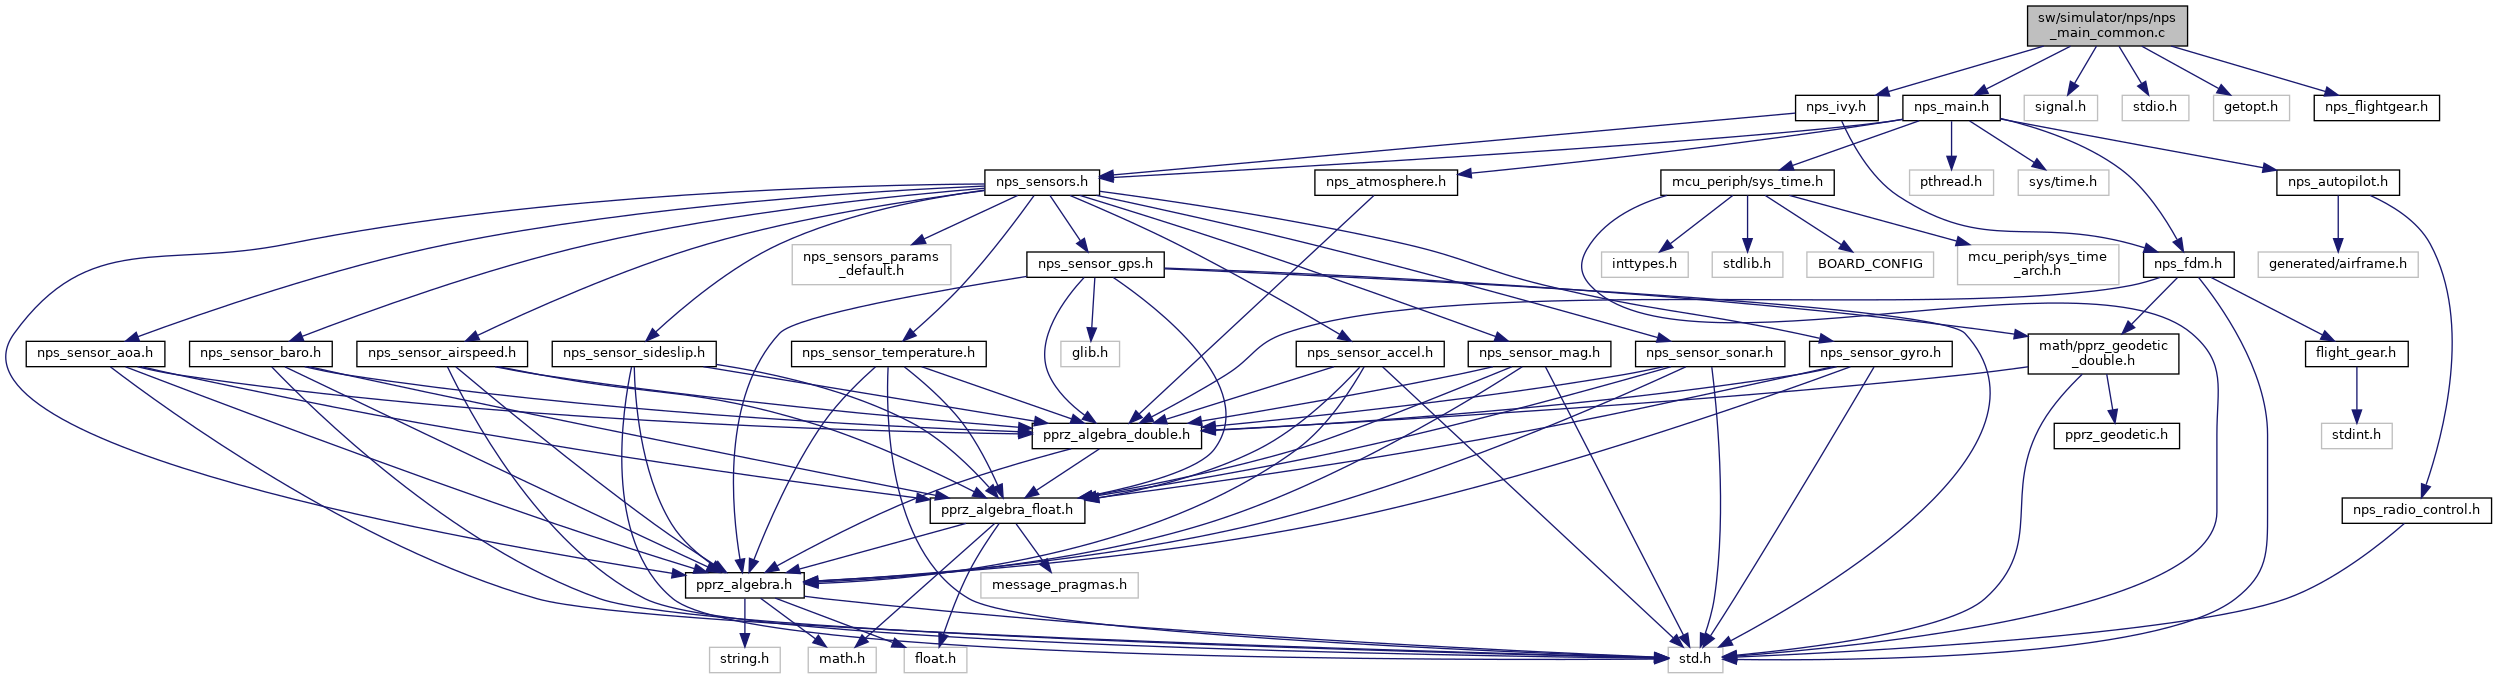 sw/simulator/nps/nps
_main_common.c
nps_ivy.h
nps_main.h
signal.h
stdio.h
getopt.h
nps_flightgear.h
nps_sensors.h
nps_atmosphere.h
mcu_periph/sys_time.h
pthread.h
sys/time.h
nps_autopilot.h
nps_sensors_params
_default.h
nps_sensor_gps.h
inttypes.h
stdlib.h
BOARD_CONFIG
mcu_periph/sys_time
_arch.h
nps_fdm.h
generated/airframe.h
nps_sensor_aoa.h
nps_sensor_baro.h
nps_sensor_airspeed.h
nps_sensor_sideslip.h
nps_sensor_temperature.h
glib.h
nps_sensor_accel.h
nps_sensor_mag.h
nps_sensor_sonar.h
nps_sensor_gyro.h
math/pprz_geodetic
_double.h
flight_gear.h
pprz_algebra_double.h
pprz_geodetic.h
stdint.h
pprz_algebra_float.h
nps_radio_control.h
pprz_algebra.h
message_pragmas.h
string.h
math.h
float.h
std.h